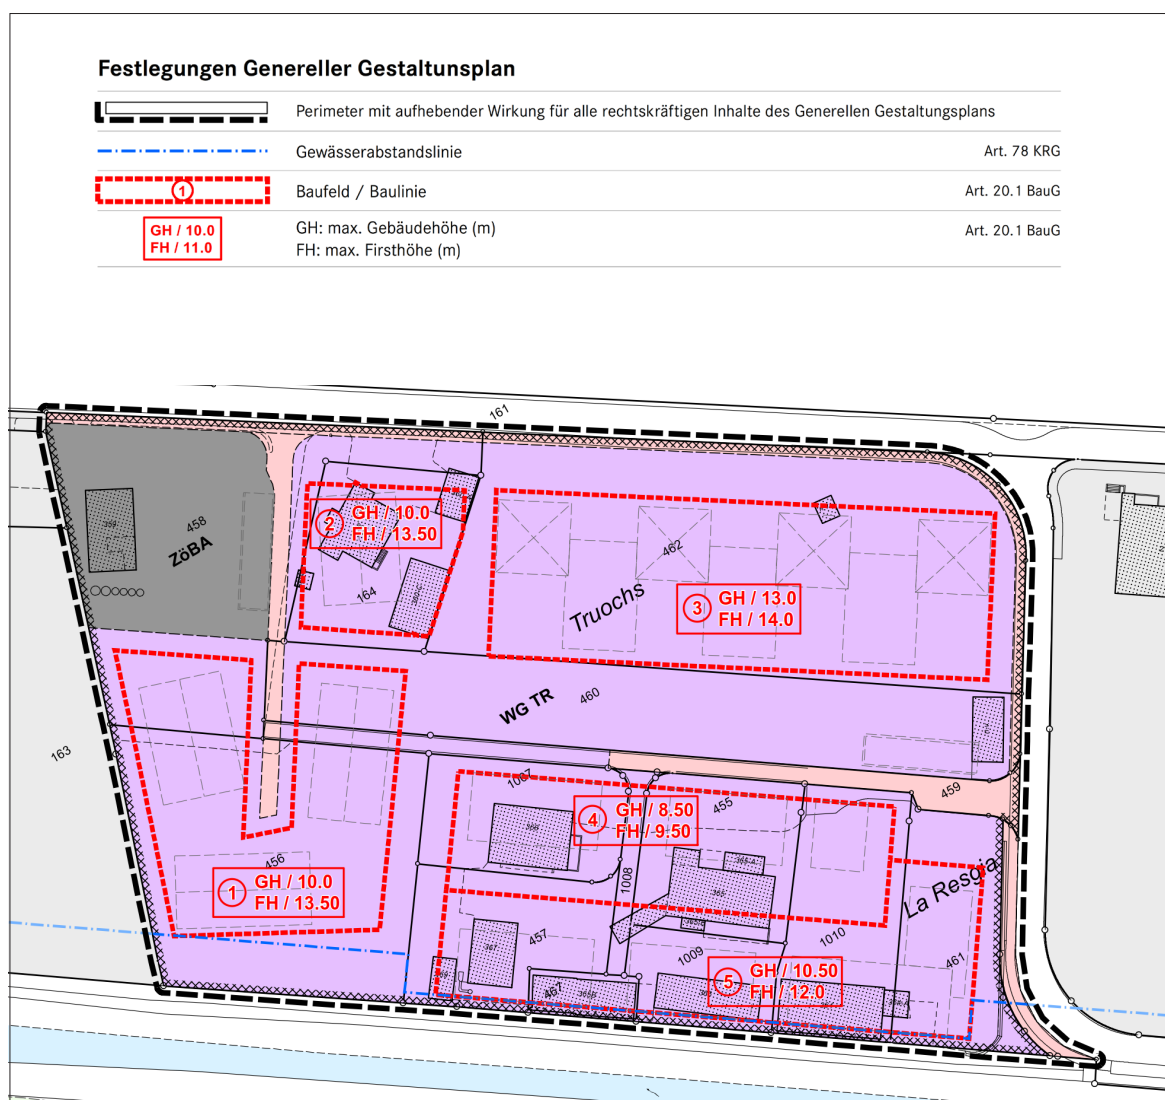 Festlegungen Genereller Gestaltunsplan
Perimeter mit aufhebender Wirkung für alle rechtskräftigen Inhalte des Generellen Gestaltungsplans
Gewässerabstandslinie
Art. 78 KRG
1
Baufeld / Baulinie
Art. 20.1 BauG
GH / 10.0
FH / 11.0
GH: max. Gebäudehöhe (m)
FH: max. Firsthöhe (m)
Art. 20.1 BauG
161
458
ZöBA
2
GH / 10.0
FH / 13.50
164
462
Truochs
3
GH / 13.0
FH / 14.0
WG TR
460
163
459
1007
455
4
GH / 8.50
FH / 9.50
456
1
GH / 10.0
FH / 13.50
1008
La Resgia
457
1009
1010
461
467
5
GH / 10.50
FH / 12.0
367